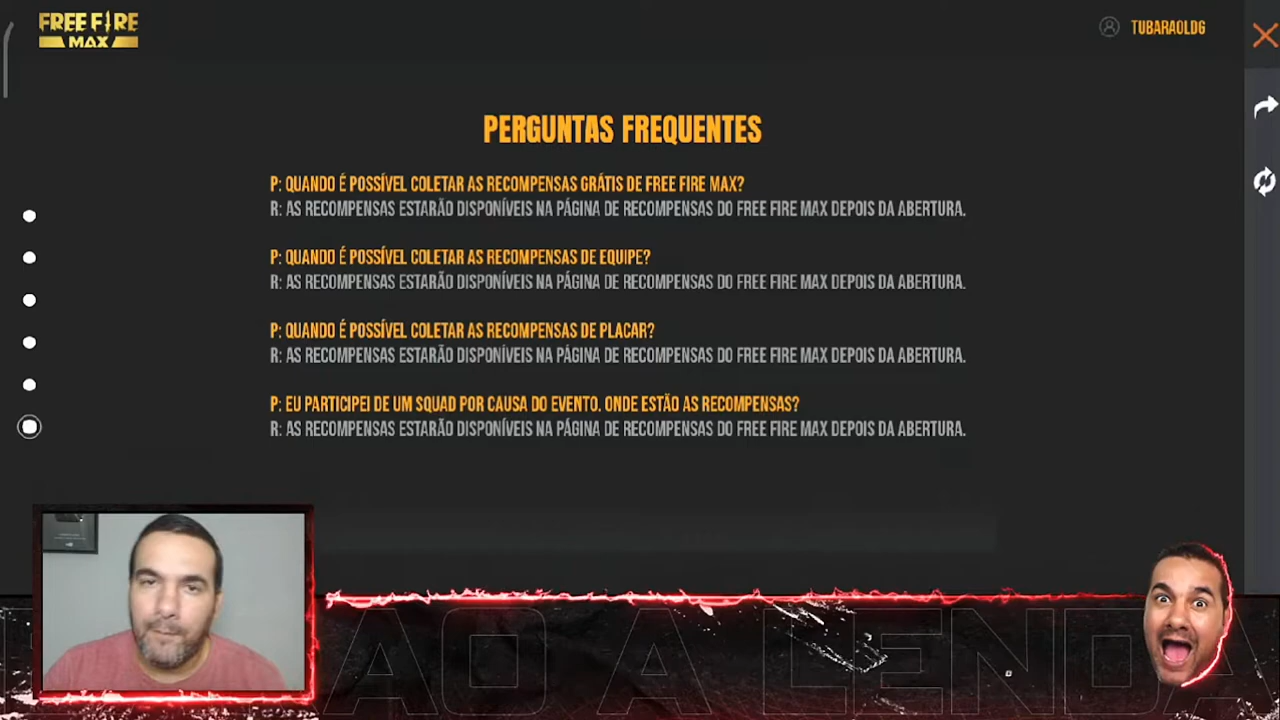 FREE FIRE
MAX
TUBARAOLDG
PERGUNTAS FREQUENTES
P: QUANDO É POSSÍVEL COLETAR AS RECOMPENSAS GRÁTIS DE FREE FIRE MAX?
R: AS RECOMPENSAS ESTARÃO DISPONÍVEIS NA PÁGINA DE RECOMPENSAS DO FREE FIRE MAX DEPOIS DA ABERTURA.
P: QUANDO É POSSÍVEL COLETAR AS RECOMPENSAS DE EQUIPE?
R: AS RECOMPENSAS ESTARÃO DISPONÍVEIS NA PÁGINA DE RECOMPENSAS DO FREE FIRE MAX DEPOIS DA ABERTURA.
P: QUANDO É POSSÍVEL COLETAR AS RECOMPENSAS DE PLACAR?
R: AS RECOMPENSAS ESTARÃO DISPONÍVEIS NA PÁGINA DE RECOMPENSAS DO FREE FIRE MAX DEPOIS DA ABERTURA.
P: EU PARTICIPEI DE UM SQUAD POR CAUSA DO EVENTO. ONDE ESTÃO AS RECOMPENSAS?
R: AS RECOMPENSAS ESTARÃO DISPONÍVEIS NA PÁGINA DE RECOMPENSAS DO FREE FIRE MAX DEPOIS DA ABERTURA.
AO A LENDA